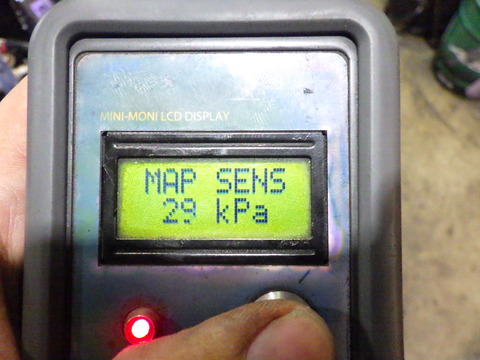 MINI-MONI LCD DISPLAY
MAP SENS
29 kPa